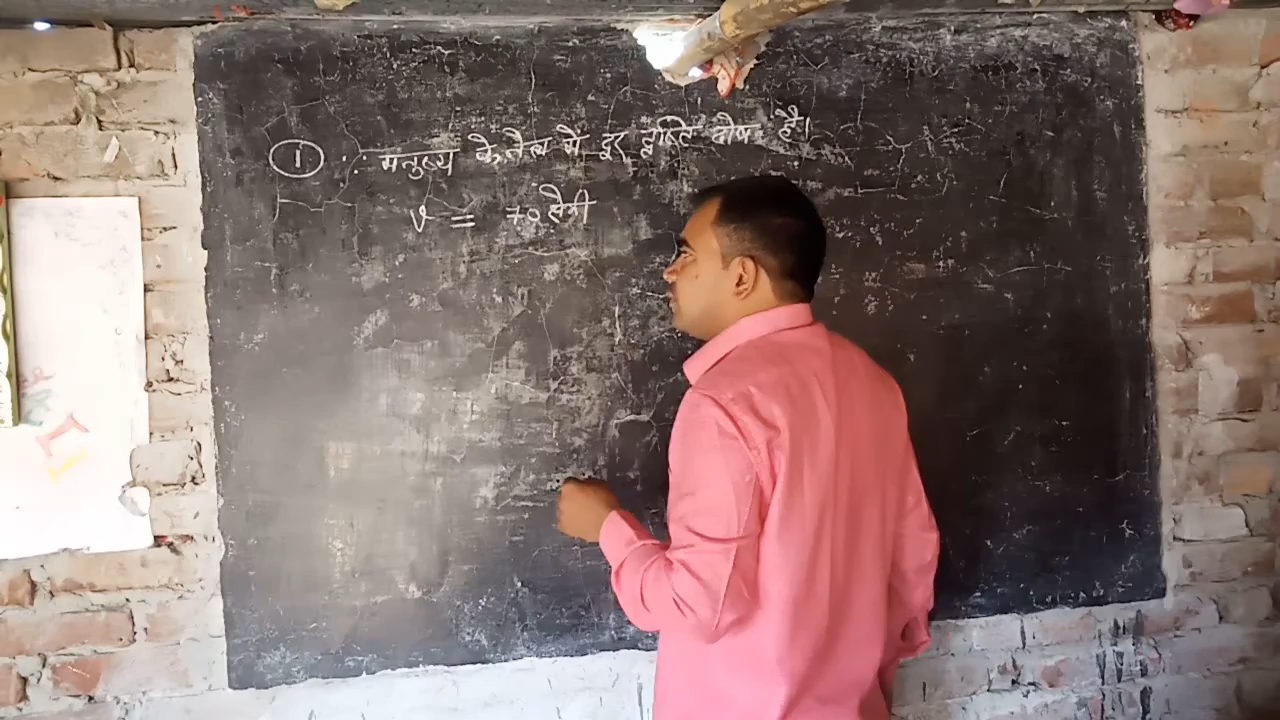 ① ∵ मनुष्य के नेत्र में दूर दृष्टि दोष है।
v = 70 सेमी